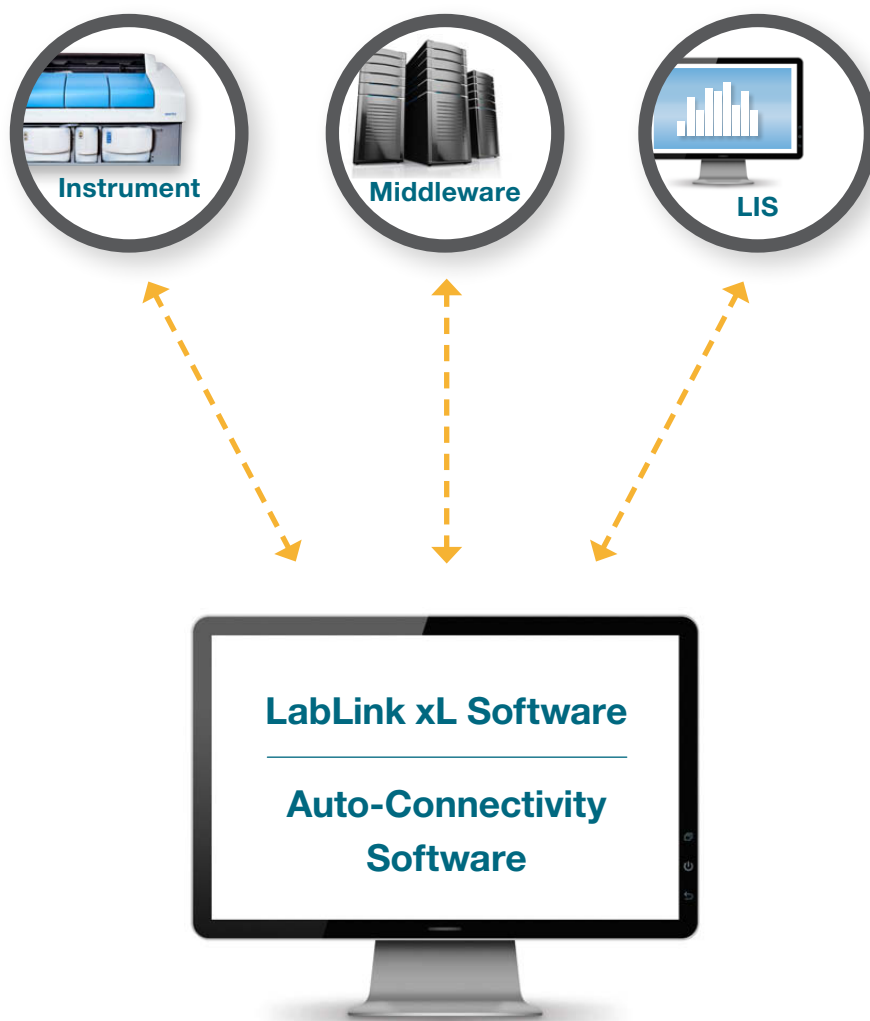 Instrument
Middleware
LIS
LabLink xL Software
Auto-Connectivity
Software